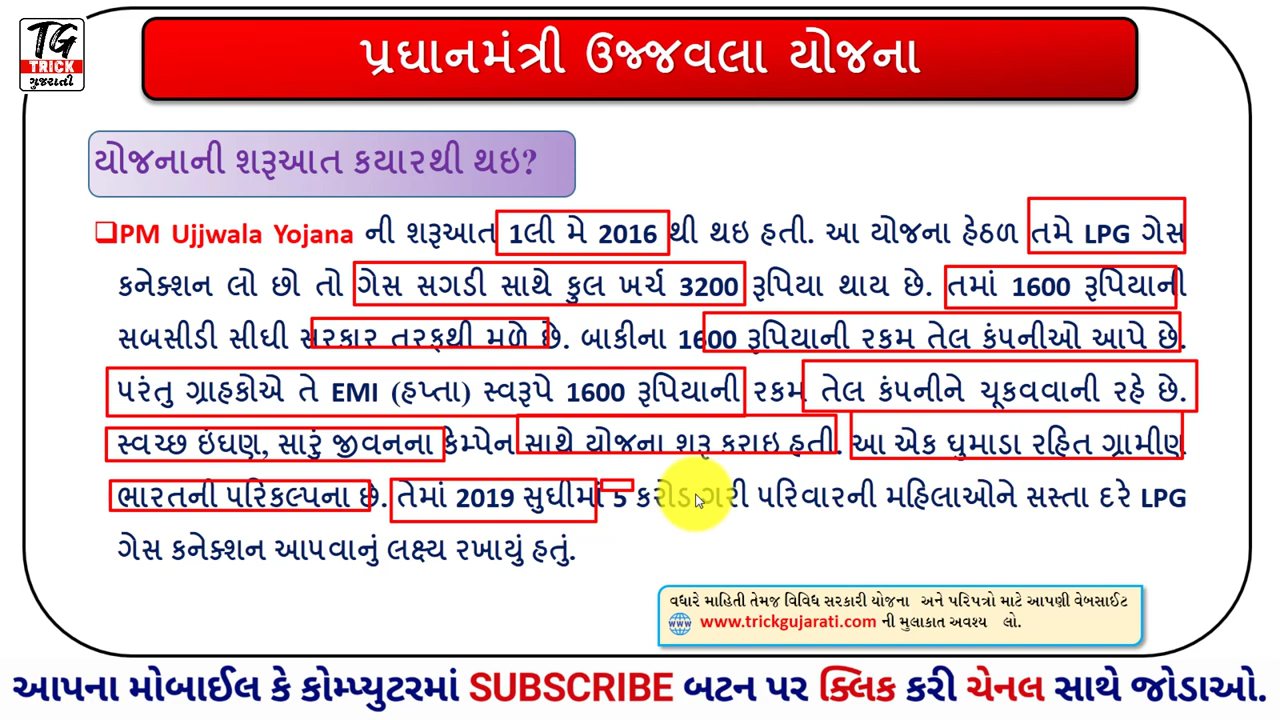 TG
TRICK
ગુજરાતી
પ્રધાનમંત્રી ઉજ્જવલા યોજના
યોજનાની શરૂઆત કયારથી થઇ?
PM Ujjwala Yojana ની શરૂઆત 1લી મે 2016 થી થઇ હતી. આ યોજના હેઠળ તમે LPG ગેસ
કનેક્શન લો છો તો ગેસ સગડી સાથે કુલ ખર્ચ 3200 રૂપિયા થાય છે. તમાં 1600 રૂપિયાની
સબસીડી સીધી સરકાર તરફ્થી મળે છે. બાકીના 1600 રૂપિયાની રકમ તેલ કંપનીઓ આપે છે.
પરંતુ ગ્રાહકોએ તે EMI (હપ્તા) સ્વરૂપે 1600 રૂપિયાની રકમ તેલ કંપનીને ચૂકવવાની રહે છે.
સ્વચ્છ ઇંધણ, સારું જીવનના કેમ્પેન સાથે યોજના શરૂ કરાઇ હતી. આ એક ધુમાડા રહિત ગ્રામીણ
ભારતની પરિકલ્પના છે. તેમાં 2019 સુધીમાં 5 કરોડ ગરી પરિવારની મહિલાઓને સસ્તા દરે LPG
ગેસ કનેક્શન આપવાનું લક્ષ્ય રખાયું હતું.
વધારે માહિતી તેમજ વિવિધ સરકારી યોજના અને પરિપત્રો માટે આપણી વેબસાઈટ
www.trickgujarati.com ની મુલાકાત અવશ્ય લો.
આપના મોબાઈલ કે કોમ્પ્યુટરમાં SUBSCRIBE બટન પર ક્લિક કરી ચેનલ સાથે જોડાઓ.